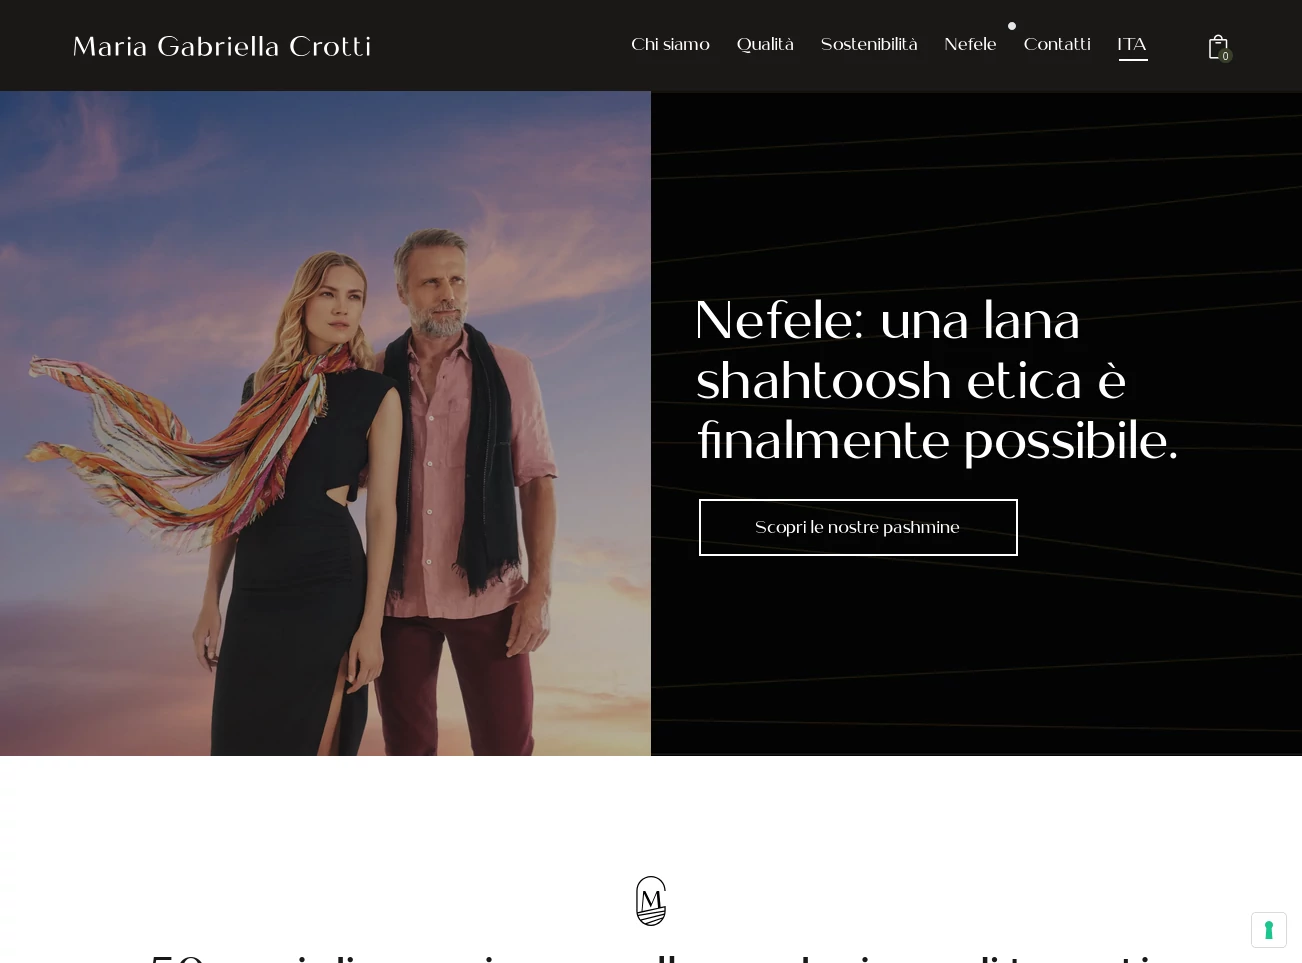 Maria Gabriella Crotti
Chi siamo
Qualità
Sostenibilità
Nefele
Contatti
ITA
0
Nefele: una lana
shahtoosh etica è
finalmente possibile.
Scopri le nostre pashmine
M